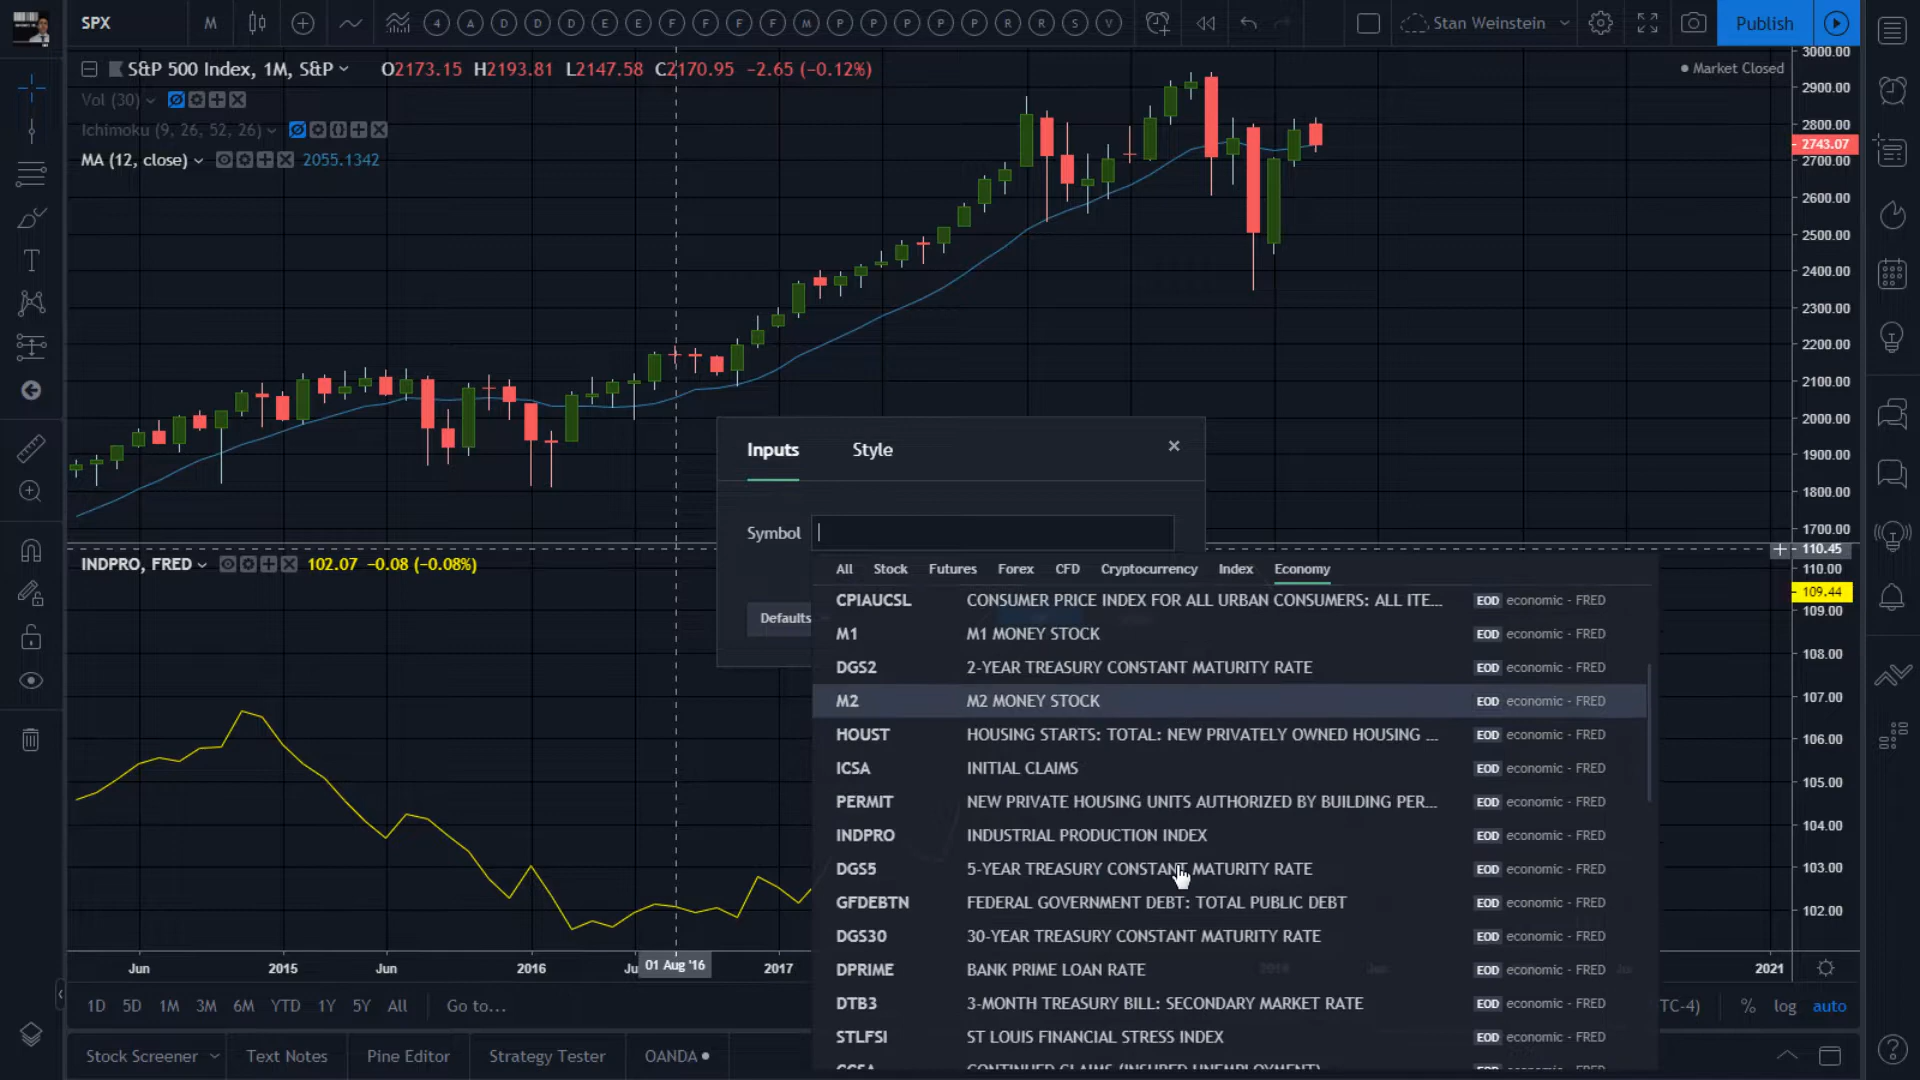 SPX M 4 A D D D E E F F F F M P P P P P R R S V Stan Weinstein Publish
S&P 500 Index, 1M, S&P O2173.15 H2193.81 L2147.58 C2170.95 −2.65 (−0.12%)
Market Closed
Vol (30)
Ichimoku (9, 26, 52, 26)
MA (12, close) 2055.1342
3000.00
2900.00
2800.00
2743.07
2700.00
2600.00
2500.00
2400.00
2300.00
2200.00
2100.00
2000.00
1900.00
1800.00
1700.00
Inputs Style
Symbol
Defaults
INDPRO, FRED 102.07 −0.08 (−0.08%)
110.45
110.00
109.44
109.00
108.00
107.00
106.00
105.00
104.00
103.00
102.00
All Stock Futures Forex CFD Cryptocurrency Index Economy
CPIAUCSL CONSUMER PRICE INDEX FOR ALL URBAN CONSUMERS: ALL ITE... EOD economic - FRED
M1 M1 MONEY STOCK EOD economic - FRED
DGS2 2-YEAR TREASURY CONSTANT MATURITY RATE EOD economic - FRED
M2 M2 MONEY STOCK EOD economic - FRED
HOUST HOUSING STARTS: TOTAL: NEW PRIVATELY OWNED HOUSING ... EOD economic - FRED
ICSA INITIAL CLAIMS EOD economic - FRED
PERMIT NEW PRIVATE HOUSING UNITS AUTHORIZED BY BUILDING PER... EOD economic - FRED
INDPRO INDUSTRIAL PRODUCTION INDEX EOD economic - FRED
DGS5 5-YEAR TREASURY CONSTANT MATURITY RATE EOD economic - FRED
GFDEBTN FEDERAL GOVERNMENT DEBT: TOTAL PUBLIC DEBT EOD economic - FRED
DGS30 30-YEAR TREASURY CONSTANT MATURITY RATE EOD economic - FRED
DPRIME BANK PRIME LOAN RATE EOD economic - FRED
DTB3 3-MONTH TREASURY BILL: SECONDARY MARKET RATE EOD economic - FRED
STLFSI ST LOUIS FINANCIAL STRESS INDEX EOD economic - FRED
Jun 2015 Jun 2016 01 Aug '16 2017 2021
1D 5D 1M 3M 6M YTD 1Y 5Y All Go to... TC-4) % log auto
Stock Screener Text Notes Pine Editor Strategy Tester OANDA